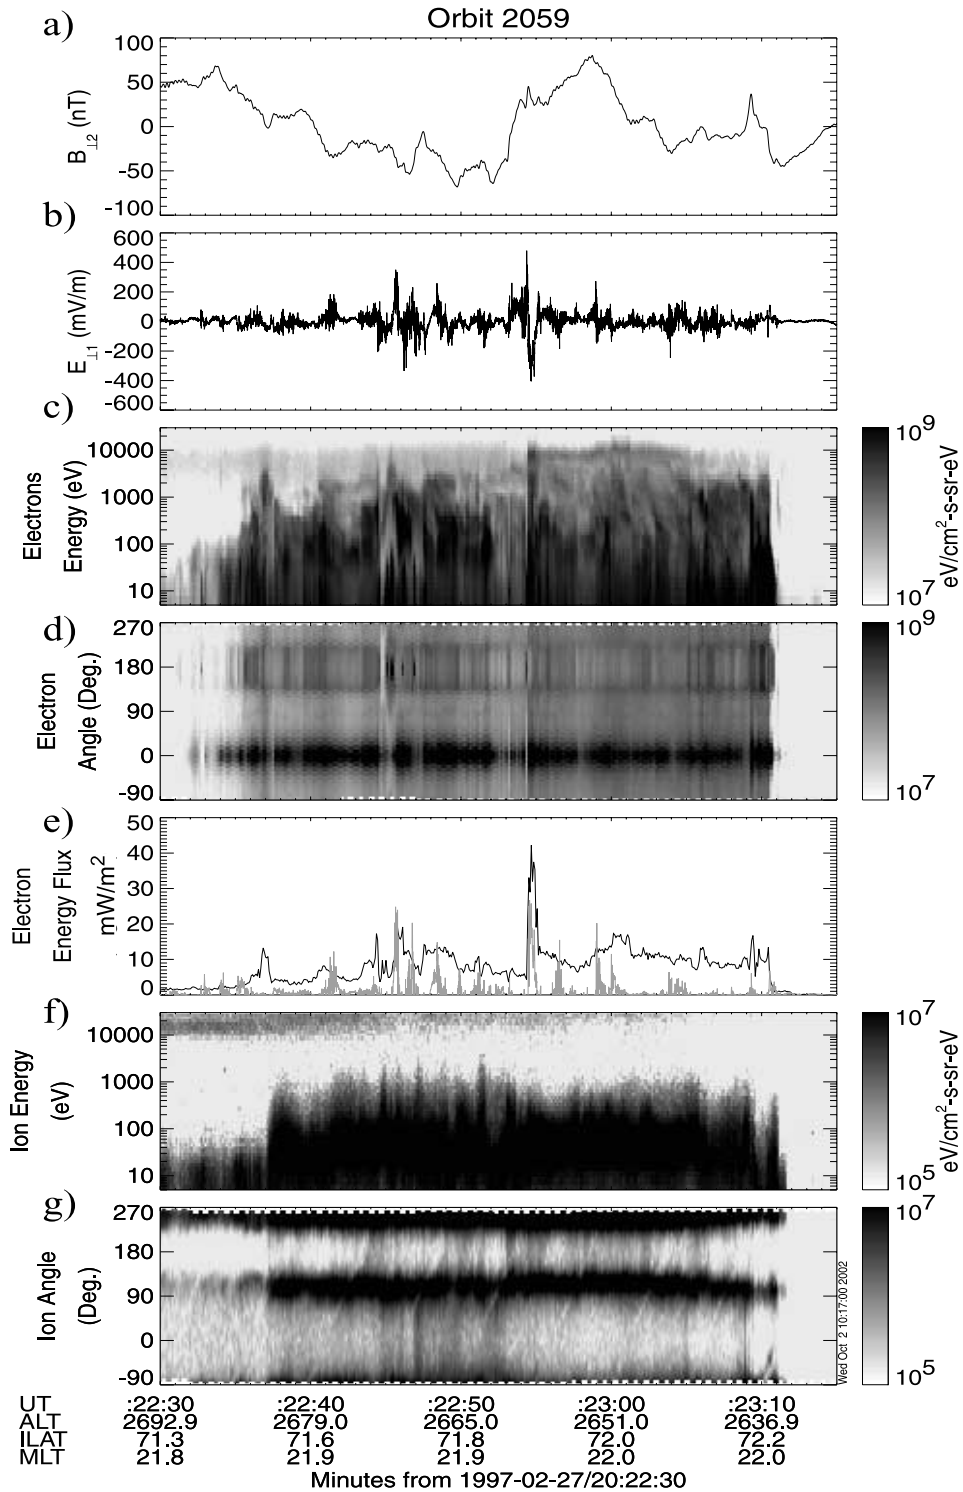 Orbit 2059
a)
100
50
0
-50
-100
B⊥2 (nT)
b)
600
400
200
0
-200
-400
-600
E⊥1 (mV/m)
c)
10000
1000
100
10
Electrons
Energy (eV)
10^9
10^7
eV/cm^2-s-sr-eV
d)
270
180
90
0
-90
Electron
Angle (Deg.)
10^9
10^7
e)
50
40
30
20
10
0
Electron
Energy Flux
mW/m^2
f)
10000
1000
100
10
Ion Energy
(eV)
10^7
10^5
eV/cm^2-s-sr-eV
g)
270
180
90
0
-90
Ion Angle
(Deg.)
10^7
10^5
Wed Oct 2 10:17:00 2002
UT :22:30 :22:40 :22:50 :23:00 :23:10
ALT 2692.9 2679.0 2665.0 2651.0 2636.9
ILAT 71.3 71.6 71.8 72.0 72.2
MLT 21.8 21.9 21.9 22.0 22.0
Minutes from 1997-02-27/20:22:30